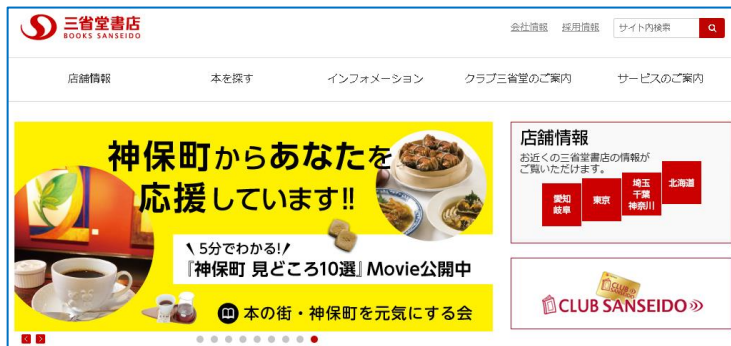 三省堂書店
BOOKS SANSEIDO
会社情報 採用情報 サイト内検索
店舗情報 本を探す インフォメーション クラブ三省堂のご案内 サービスのご案内
神保町からあなたを
応援しています!!
5分でわかる!
『神保町 見どころ10選』Movie公開中
本の街・神保町を元気にする会
店舗情報
お近くの三省堂書店の情報が
ご覧いただけます。
愛知
岐阜
東京
埼玉
千葉
神奈川
北海道
CLUB
CLUB SANSEIDO